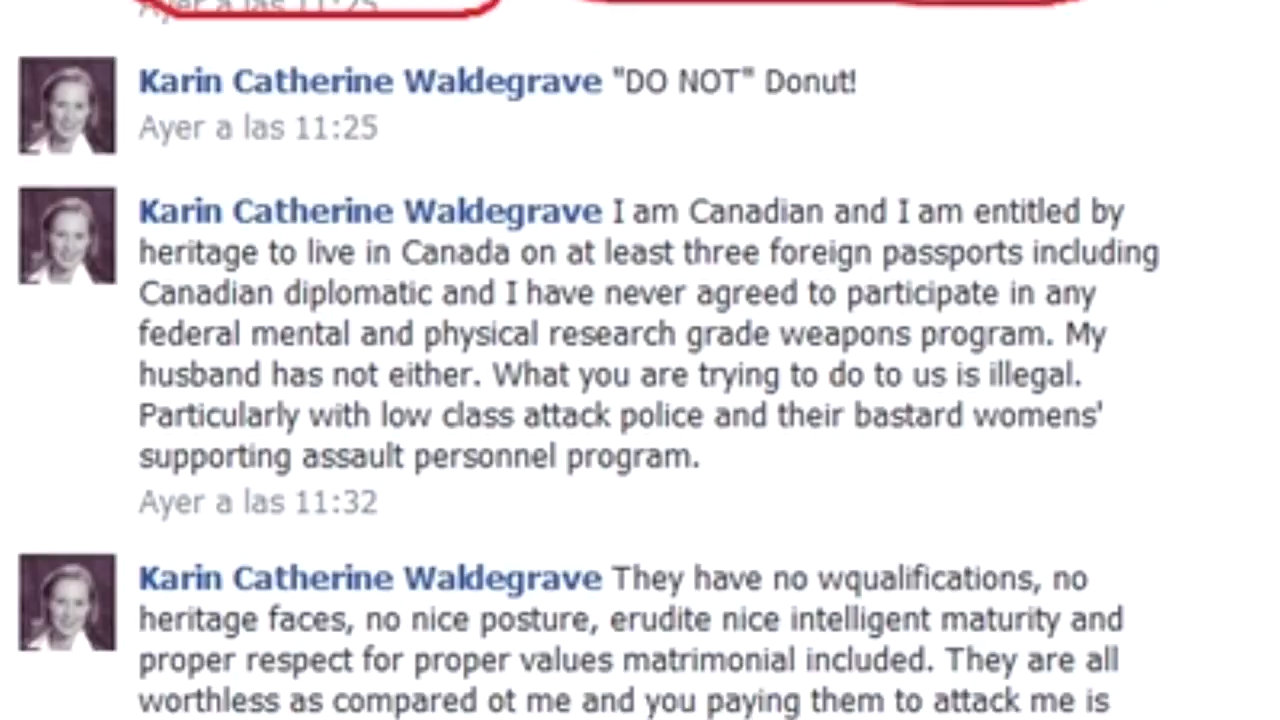 Ayer a las 11:25
Karin Catherine Waldegrave "DO NOT" Donut!
Ayer a las 11:25
Karin Catherine Waldegrave I am Canadian and I am entitled by
heritage to live in Canada on at least three foreign passports including
Canadian diplomatic and I have never agreed to participate in any
federal mental and physical research grade weapons program. My
husband has not either. What you are trying to do to us is illegal.
Particularly with low class attack police and their bastard womens'
supporting assault personnel program.
Ayer a las 11:32
Karin Catherine Waldegrave They have no wqualifications, no
heritage faces, no nice posture, erudite nice intelligent maturity and
proper respect for proper values matrimonial included. They are all
worthless as compared ot me and you paying them to attack me is